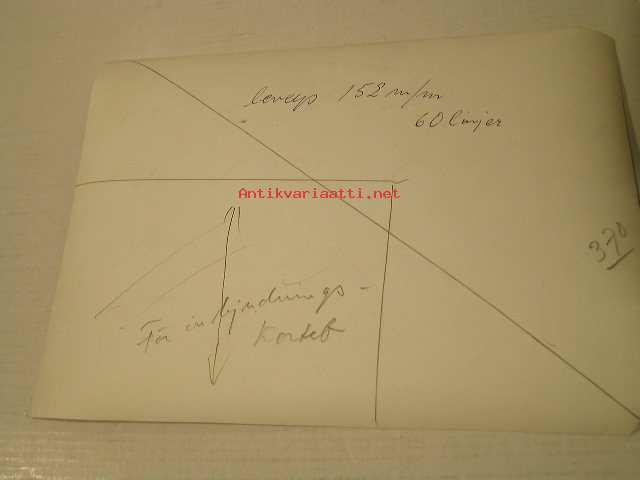 leveys 152 m/m
60 linjer
Antikvariaatti.net
370
För inbjudnings-
kortet